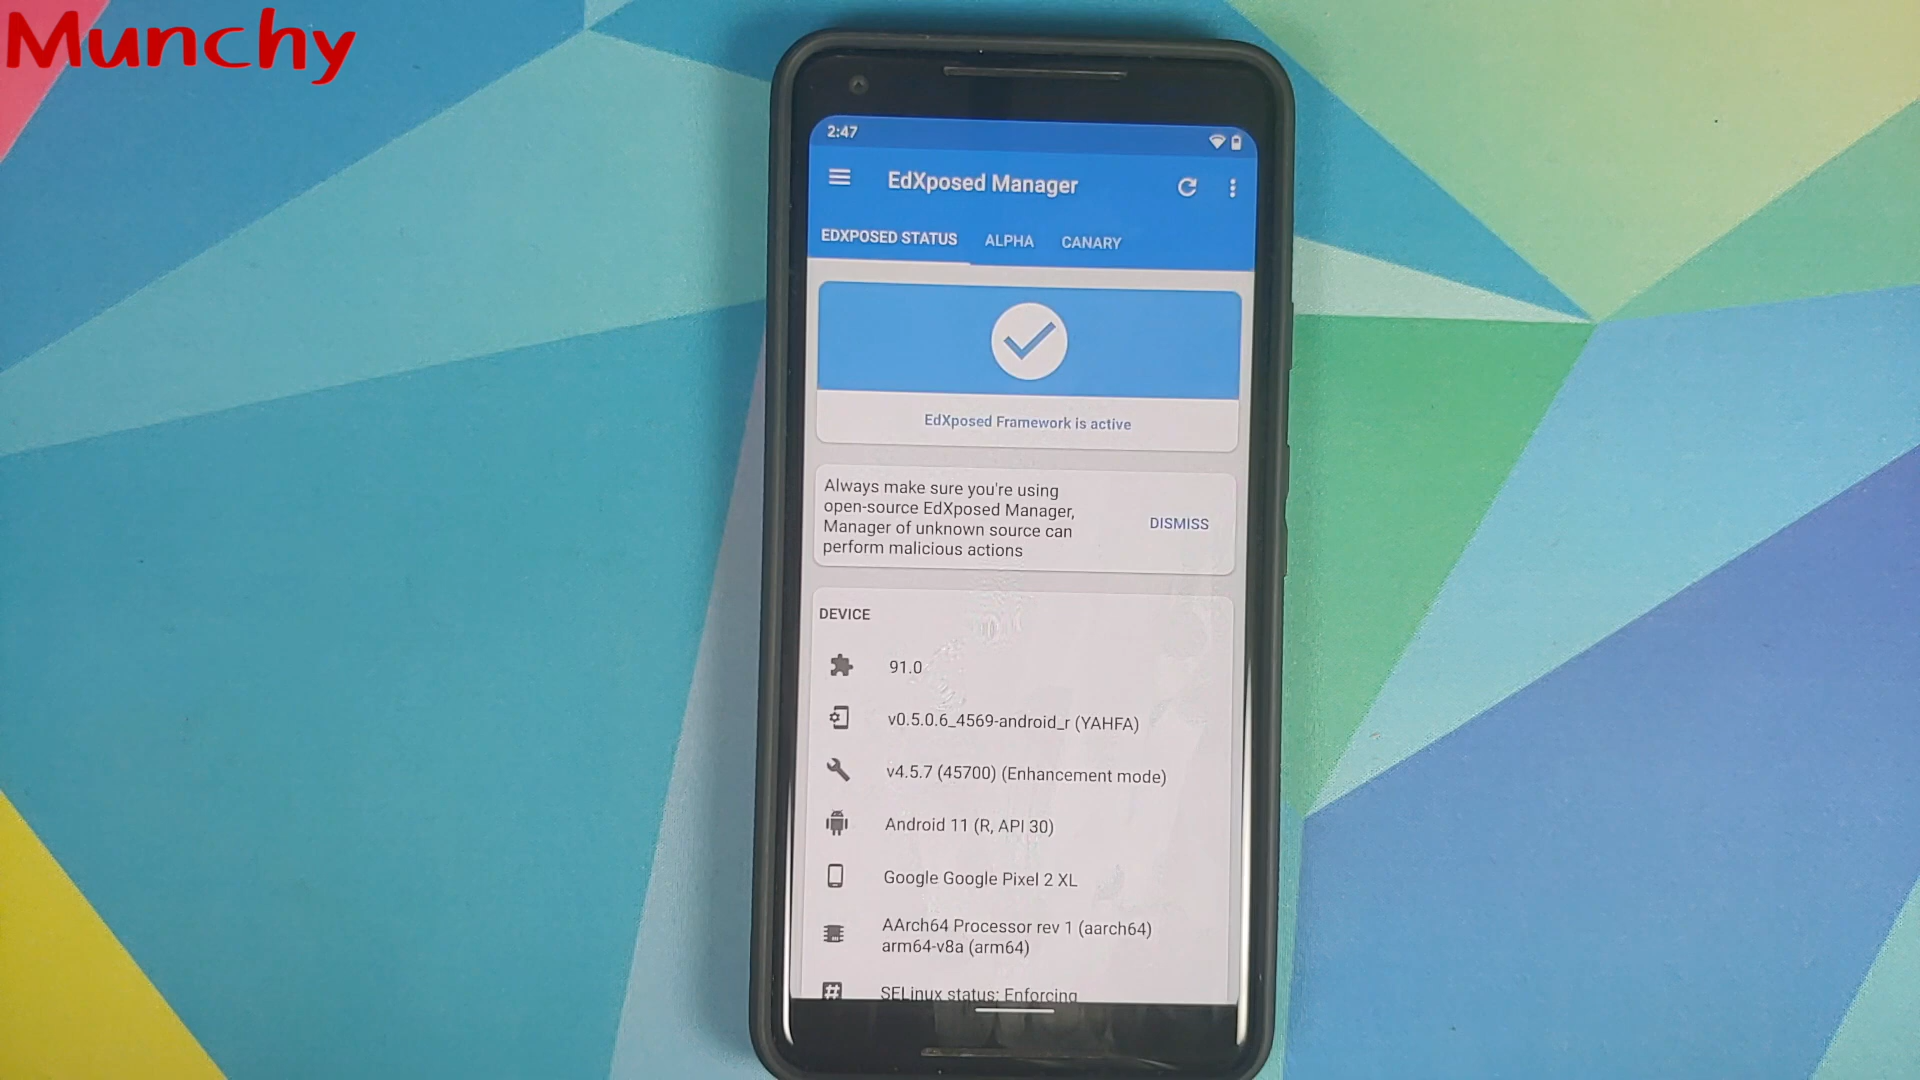 Munchy
2:47
EdXposed Manager
EDXPOSED STATUS ALPHA CANARY
EdXposed Framework is active
Always make sure you're using
open-source EdXposed Manager,
Manager of unknown source can
perform malicious actions
DISMISS
DEVICE
91.0
v0.5.0.6_4569-android_r (YAHFA)
v4.5.7 (45700) (Enhancement mode)
Android 11 (R, API 30)
Google Google Pixel 2 XL
AArch64 Processor rev 1 (aarch64)
arm64-v8a (arm64)
SELinux status: Enforcing